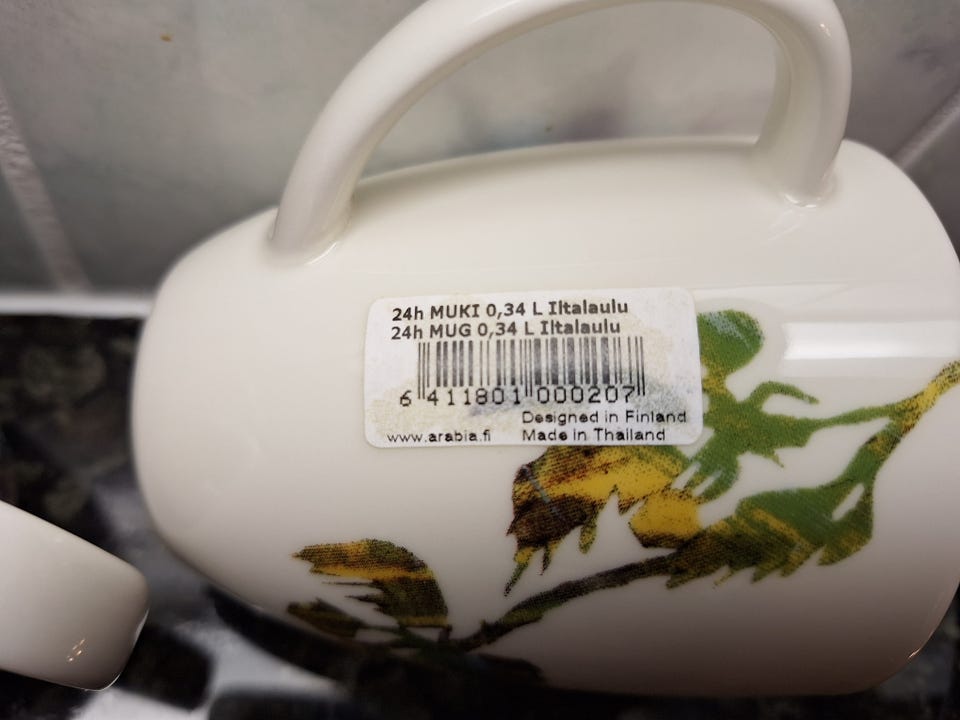 24h MUKI 0,34 L Iltalaulu
24h MUG 0,34 L Iltalaulu
6 411801 000207
Designed in Finland
www.arabia.fi Made in Thailand